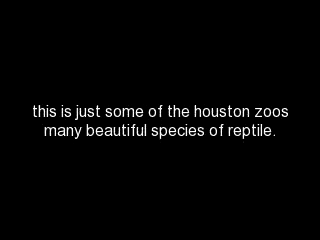 this is just some of the houston zoos
many beautiful species of reptile.